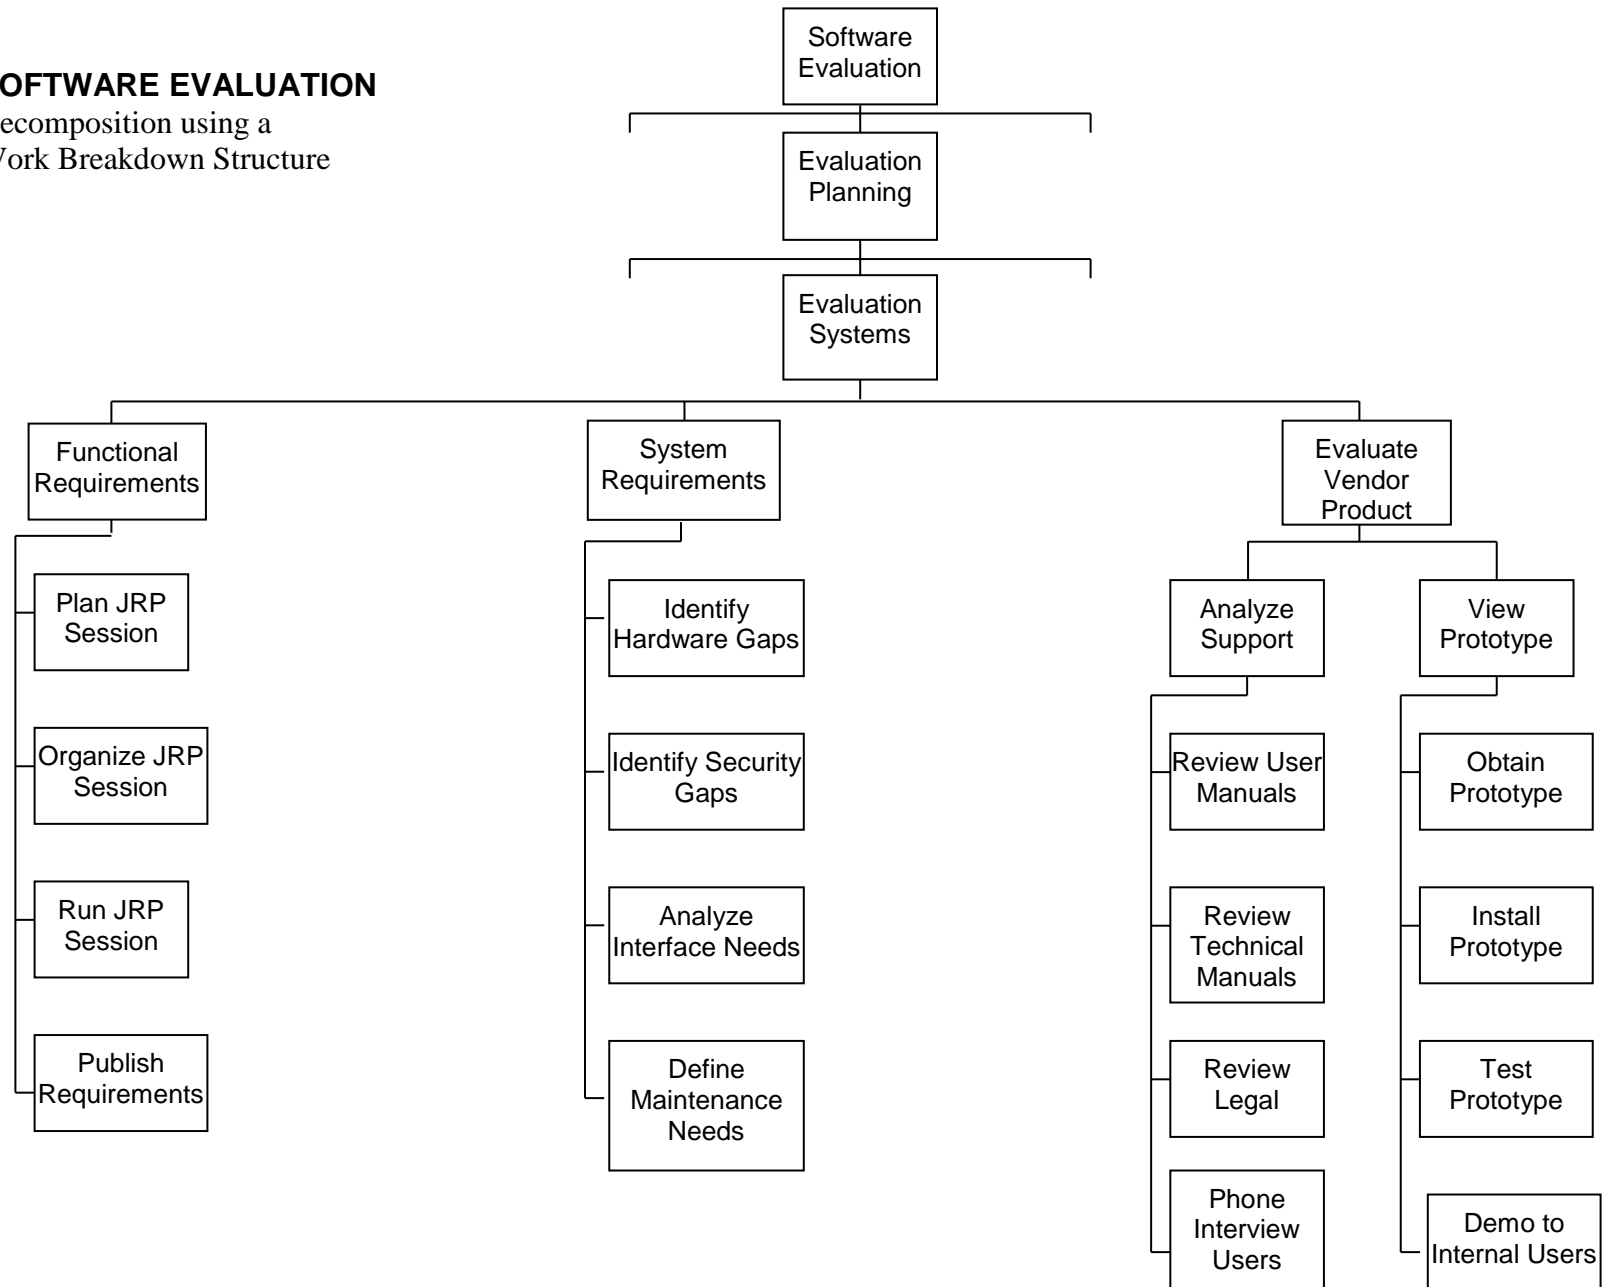 Software
Evaluation
OFTWARE EVALUATION
ecomposition using a
Work Breakdown Structure
Evaluation
Planning
Evaluation
Systems
Functional
Requirements
System
Requirements
Evaluate
Vendor
Product
Plan JRP
Session
Organize JRP
Session
Run JRP
Session
Publish
Requirements
Identify
Hardware Gaps
Identify Security
Gaps
Analyze
Interface Needs
Define
Maintenance
Needs
Analyze
Support
Review User
Manuals
Review
Technical
Manuals
Review
Legal
Phone
Interview
Users
View
Prototype
Obtain
Prototype
Install
Prototype
Test
Prototype
Demo to
Internal Users